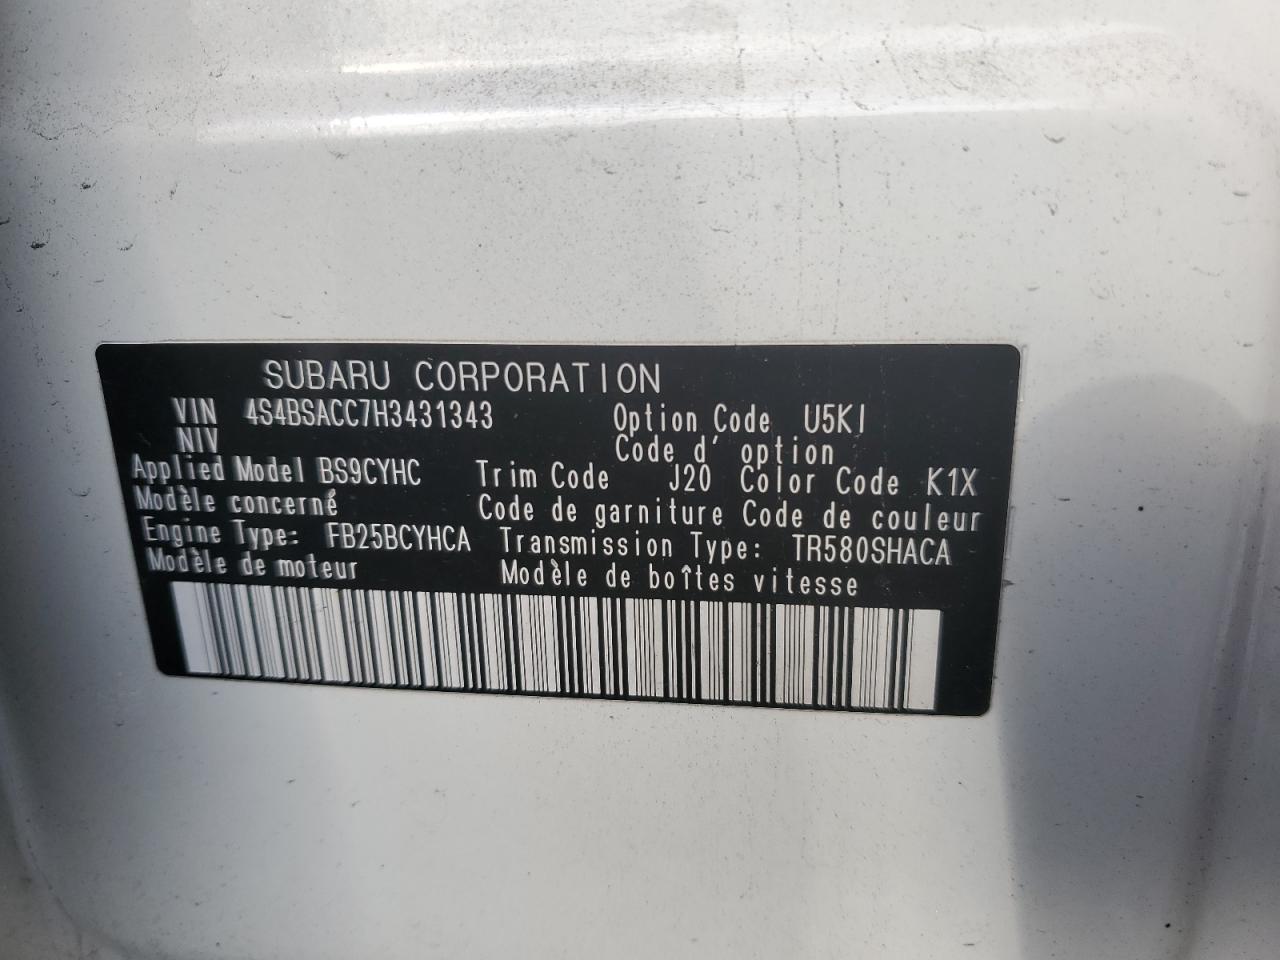 SUBARU CORPORATION
VIN 4S4BSACC7H3431343 Option Code U5KI
NIV Code d' option
Applied Model BS9CYHC Trim Code J20 Color Code K1X
Modèle concerné Code de garniture Code de couleur
Engine Type: FB25BCYHCA Transmission Type: TR580SHACA
Modèle de moteur Modèle de boîtes vitesse